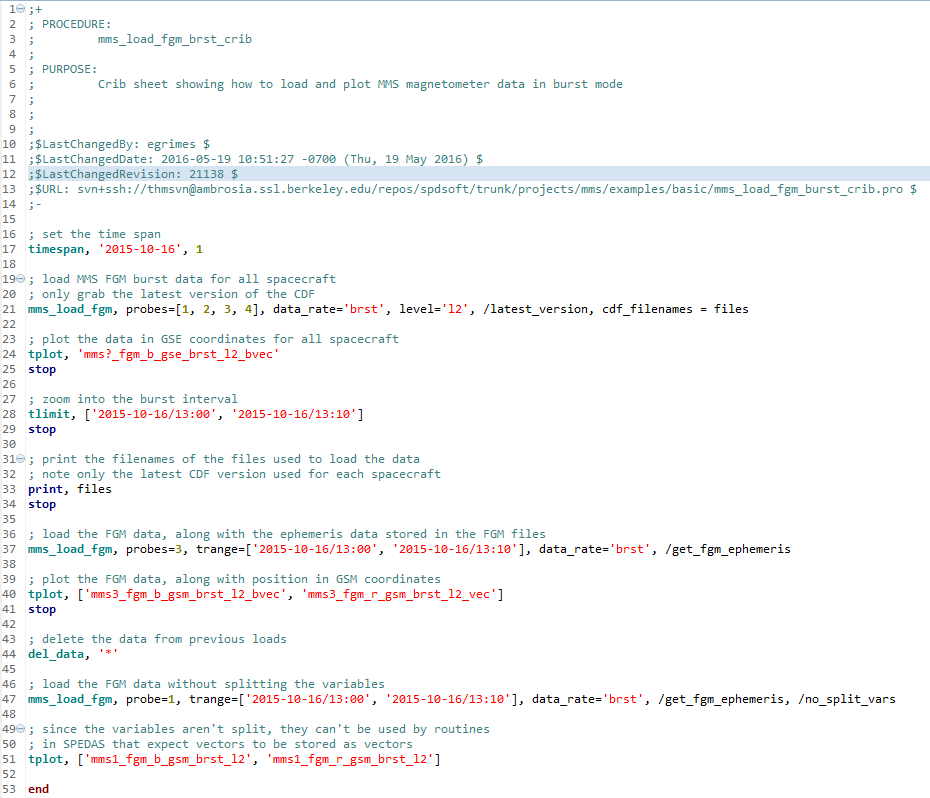 1 ;+
2 ; PROCEDURE:
3 ;         mms_load_fgm_brst_crib
4 ;
5 ; PURPOSE:
6 ;         Crib sheet showing how to load and plot MMS magnetometer data in burst mode
7 ;
8 ;
9 ;
10 ;$LastChangedBy: egrimes $
11 ;$LastChangedDate: 2016-05-19 10:51:27 -0700 (Thu, 19 May 2016) $
12 ;$LastChangedRevision: 21138 $
13 ;$URL: svn+ssh://thmsvn@ambrosia.ssl.berkeley.edu/repos/spdsoft/trunk/projects/mms/examples/basic/mms_load_fgm_burst_crib.pro $
14 ;-
15
16 ; set the time span
17 timespan, '2015-10-16', 1
18
19 ; load MMS FGM burst data for all spacecraft
20 ; only grab the latest version of the CDF
21 mms_load_fgm, probes=[1, 2, 3, 4], data_rate='brst', level='l2', /latest_version, cdf_filenames = files
22
23 ; plot the data in GSE coordinates for all spacecraft
24 tplot, 'mms?_fgm_b_gse_brst_l2_bvec'
25 stop
26
27 ; zoom into the burst interval
28 tlimit, ['2015-10-16/13:00', '2015-10-16/13:10']
29 stop
30
31 ; print the filenames of the files used to load the data
32 ; note only the latest CDF version used for each spacecraft
33 print, files
34 stop
35
36 ; load the FGM data, along with the ephemeris data stored in the FGM files
37 mms_load_fgm, probes=3, trange=['2015-10-16/13:00', '2015-10-16/13:10'], data_rate='brst', /get_fgm_ephemeris
38
39 ; plot the FGM data, along with position in GSM coordinates
40 tplot, ['mms3_fgm_b_gsm_brst_l2_bvec', 'mms3_fgm_r_gsm_brst_l2_vec']
41 stop
42
43 ; delete the data from previous loads
44 del_data, '*'
45
46 ; load the FGM data without splitting the variables
47 mms_load_fgm, probe=1, trange=['2015-10-16/13:00', '2015-10-16/13:10'], data_rate='brst', /get_fgm_ephemeris, /no_split_vars
48
49 ; since the variables aren't split, they can't be used by routines
50 ; in SPEDAS that expect vectors to be stored as vectors
51 tplot, ['mms1_fgm_b_gsm_brst_l2', 'mms1_fgm_r_gsm_brst_l2']
52
53 end